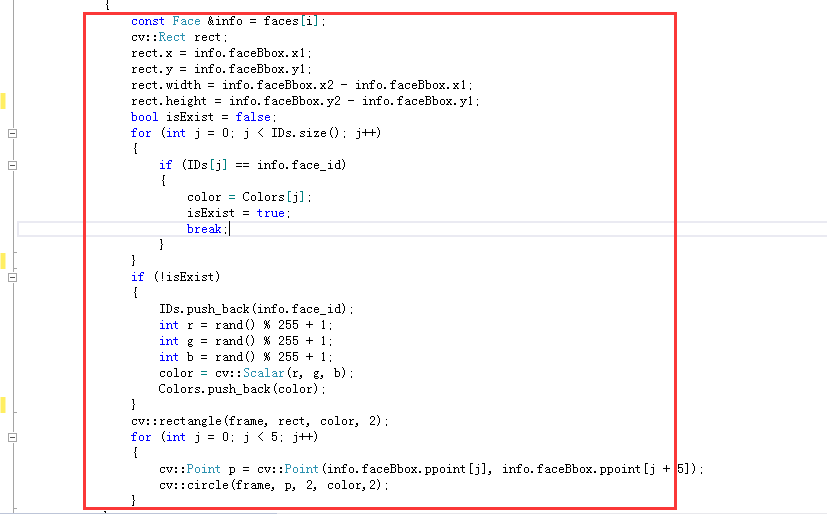 {
const Face &info = faces[i];
cv::Rect rect;
rect.x = info.faceBbox.x1;
rect.y = info.faceBbox.y1;
rect.width = info.faceBbox.x2 - info.faceBbox.x1;
rect.height = info.faceBbox.y2 - info.faceBbox.y1;
bool isExist = false;
for (int j = 0; j < IDs.size(); j++)
{
if (IDs[j] == info.face_id)
{
color = Colors[j];
isExist = true;
break;
}
}
if (!isExist)
{
IDs.push_back(info.face_id);
int r = rand() % 255 + 1;
int g = rand() % 255 + 1;
int b = rand() % 255 + 1;
color = cv::Scalar(r, g, b);
Colors.push_back(color);
}
cv::rectangle(frame, rect, color, 2);
for (int j = 0; j < 5; j++)
{
cv::Point p = cv::Point(info.faceBbox.ppoint[j], info.faceBbox.ppoint[j + 5]);
cv::circle(frame, p, 2, color,2);
}